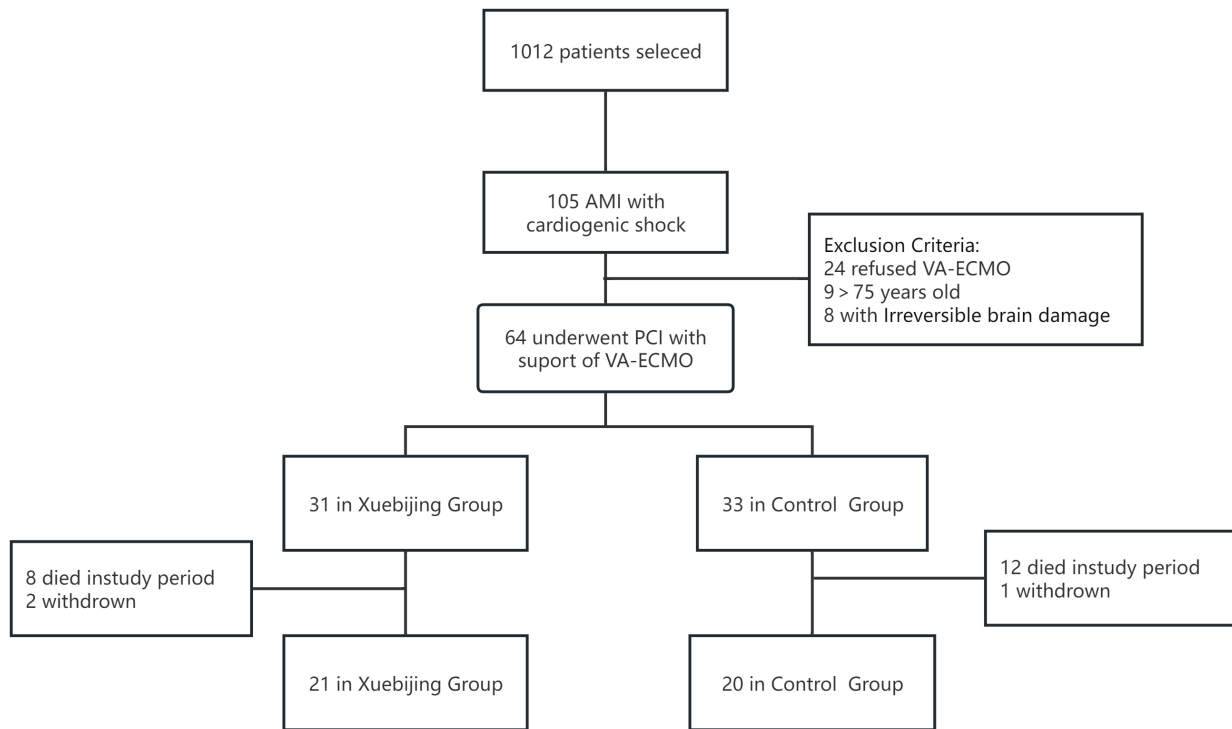 1012 patients seleced
105 AMI with
cardiogenic shock
Exclusion Criteria:
24 refused VA-ECMO
9 > 75 years old
8 with Irreversible brain damage
64 underwent PCI with
suport of VA-ECMO
31 in Xuebijing Group
33 in Control Group
8 died instudy period
2 withdrown
12 died instudy period
1 withdrown
21 in Xuebijing Group
20 in Control Group